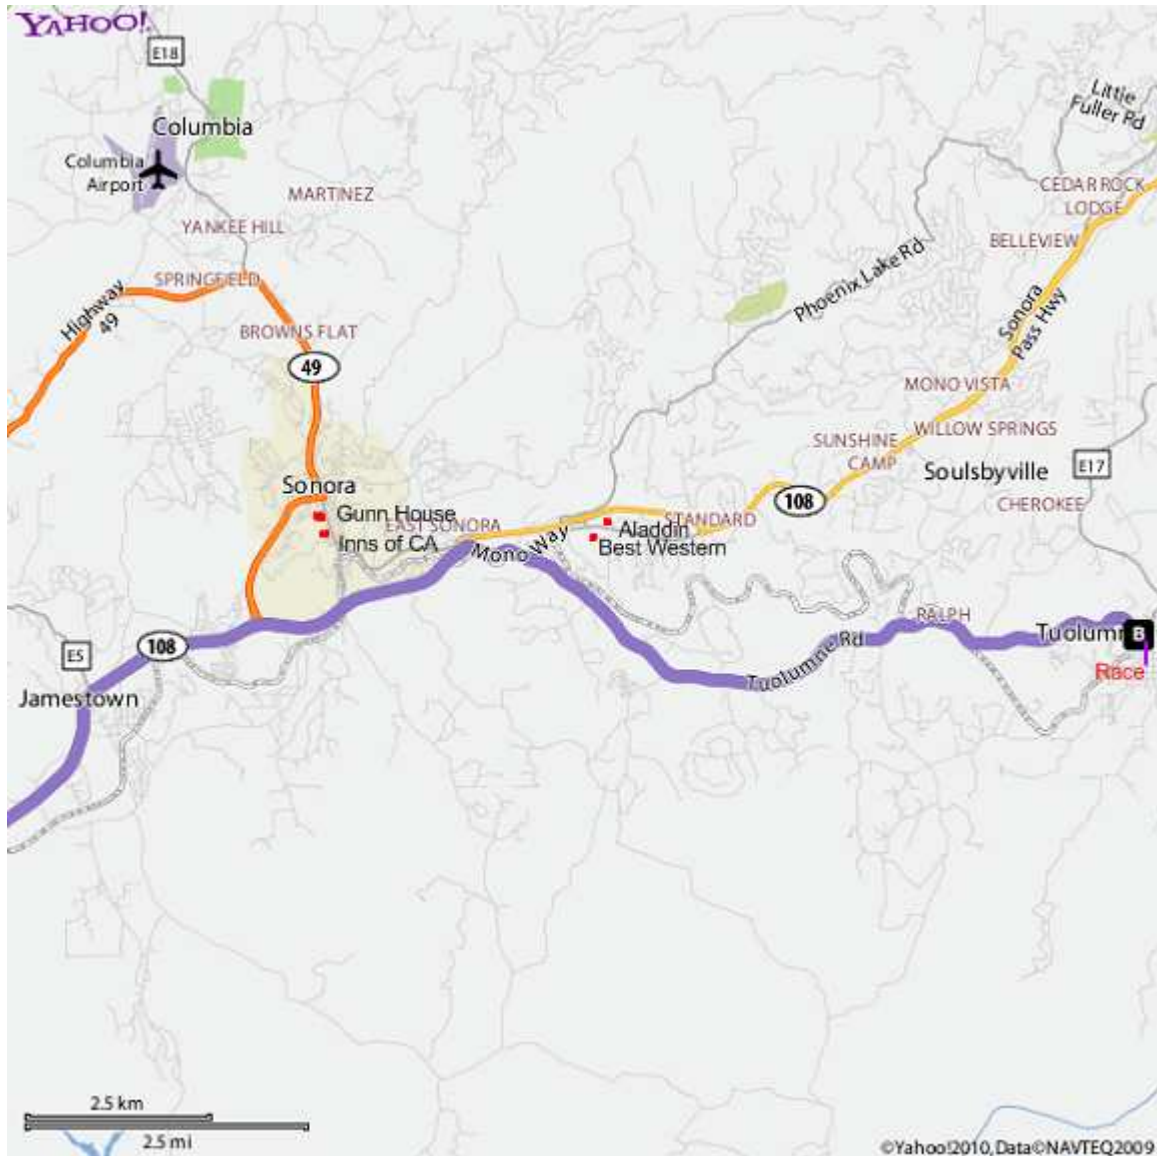 YAHOO!
E18
Little
Fuller Rd
Columbia
Columbia
Airport
MARTINEZ
CEDAR ROCK
LODGE
YANKEE HILL
BELLEVIEW
SPRINGFIELD
Phoenix Lake Rd
Highway
49
BROWNS FLAT
Sonora
Pass Hwy
49
MONO VISTA
WILLOW SPRINGS
SUNSHINE
CAMP
Soulsbyville
E17
Sonora
108
CHEROKEE
Gunn House
EAST SONORA
STANDARD
Aladdin
Inns of CA
Mono Way
Best Western
RALPH
108
E5
Tuolumne Rd
Tuolumn
B
Race
Jamestown
2.5 km
2.5 mi
©Yahoo!2010, Data©NAVTEQ2009